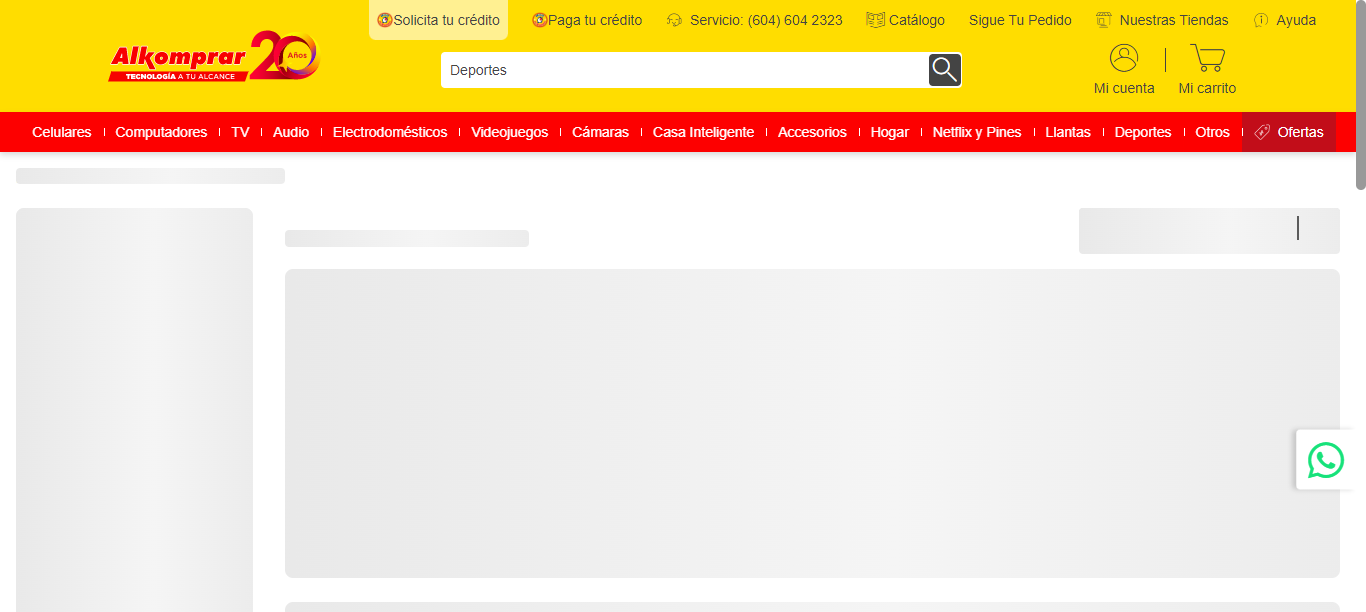 Solicita tu crédito Paga tu crédito Servicio: (604) 604 2323 Catálogo Sigue Tu Pedido Nuestras Tiendas Ayuda
Alkomprar 20 Años
TECNOLOGÍA A TU ALCANCE
Deportes
Mi cuenta Mi carrito
Celulares Computadores TV Audio Electrodomésticos Videojuegos Cámaras Casa Inteligente Accesorios Hogar Netflix y Pines Llantas Deportes Otros Ofertas